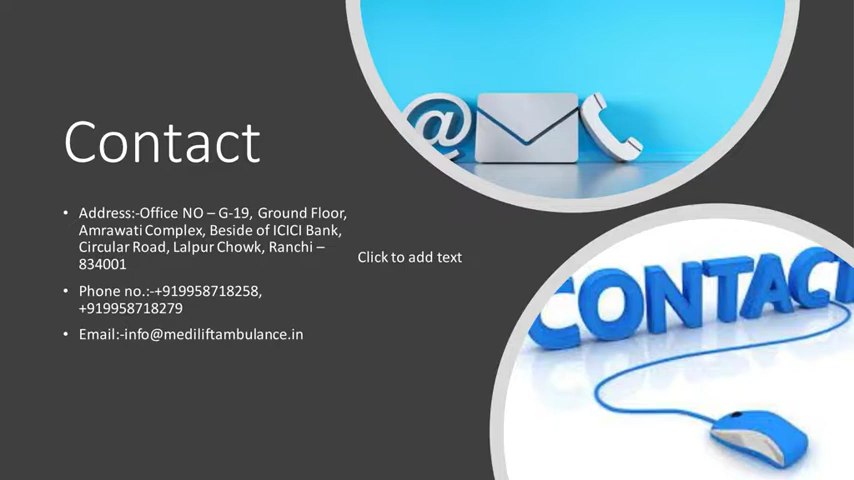 Contact
• Address:-Office NO – G-19, Ground Floor,
Amrawati Complex, Beside of ICICI Bank,
Circular Road, Lalpur Chowk, Ranchi –
834001
• Phone no.:-+919958718258,
+919958718279
• Email:-info@mediliftambulance.in
Click to add text
@
CONTACT